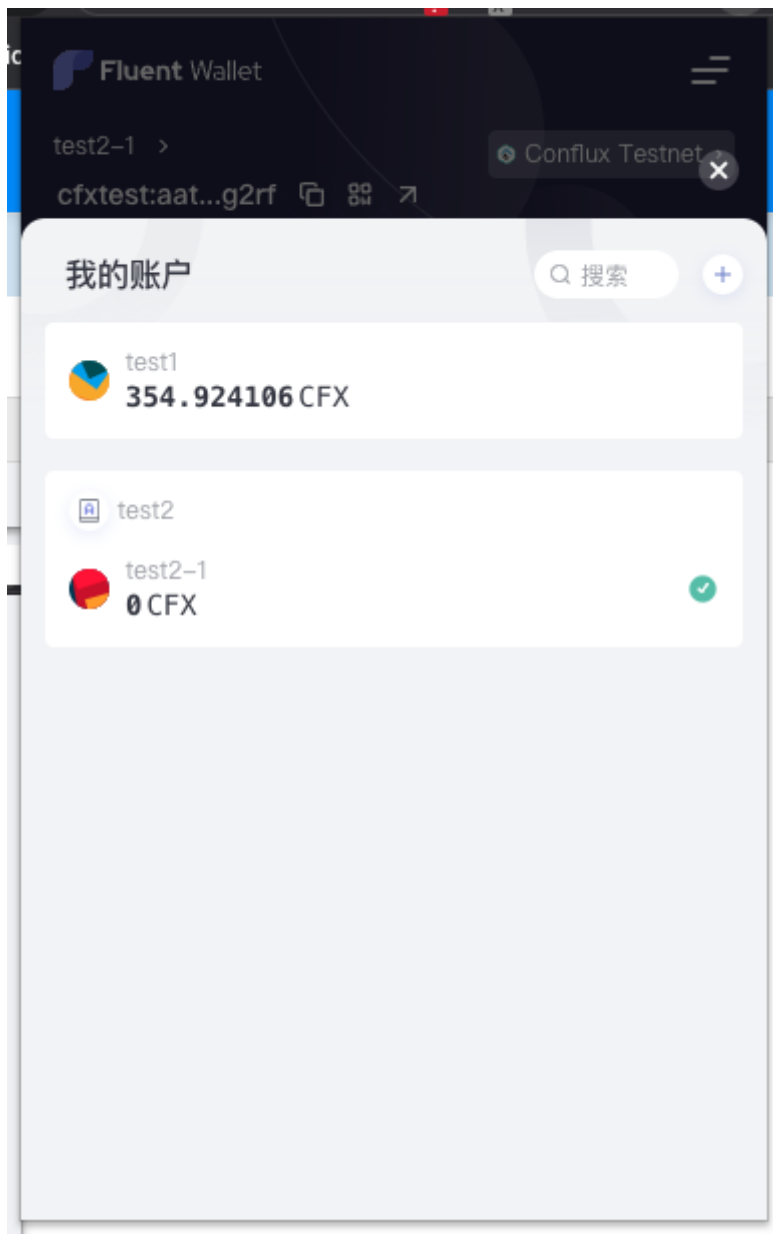 Fluent Wallet
test2-1 >
Conflux Testnet >
cfxtest:aat...g2rf
我的账户
搜索
test1
354.924106 CFX
test2
test2-1
0 CFX